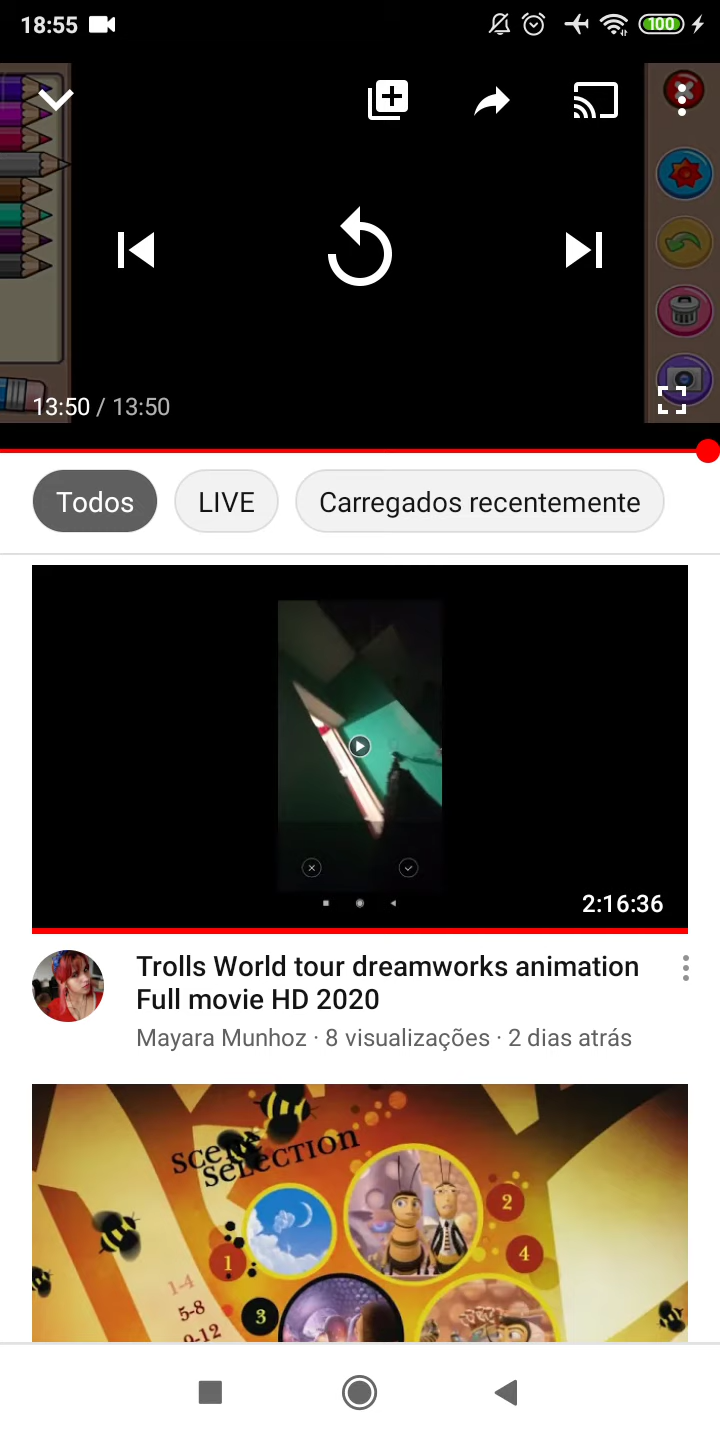 18:55
100
13:50 / 13:50
Todos
LIVE
Carregados recentemente
2:16:36
Trolls World tour dreamworks animation
Full movie HD 2020
Mayara Munhoz · 8 visualizações · 2 dias atrás
scene
selection
1
2
3
4
1-4
5-8
9-12